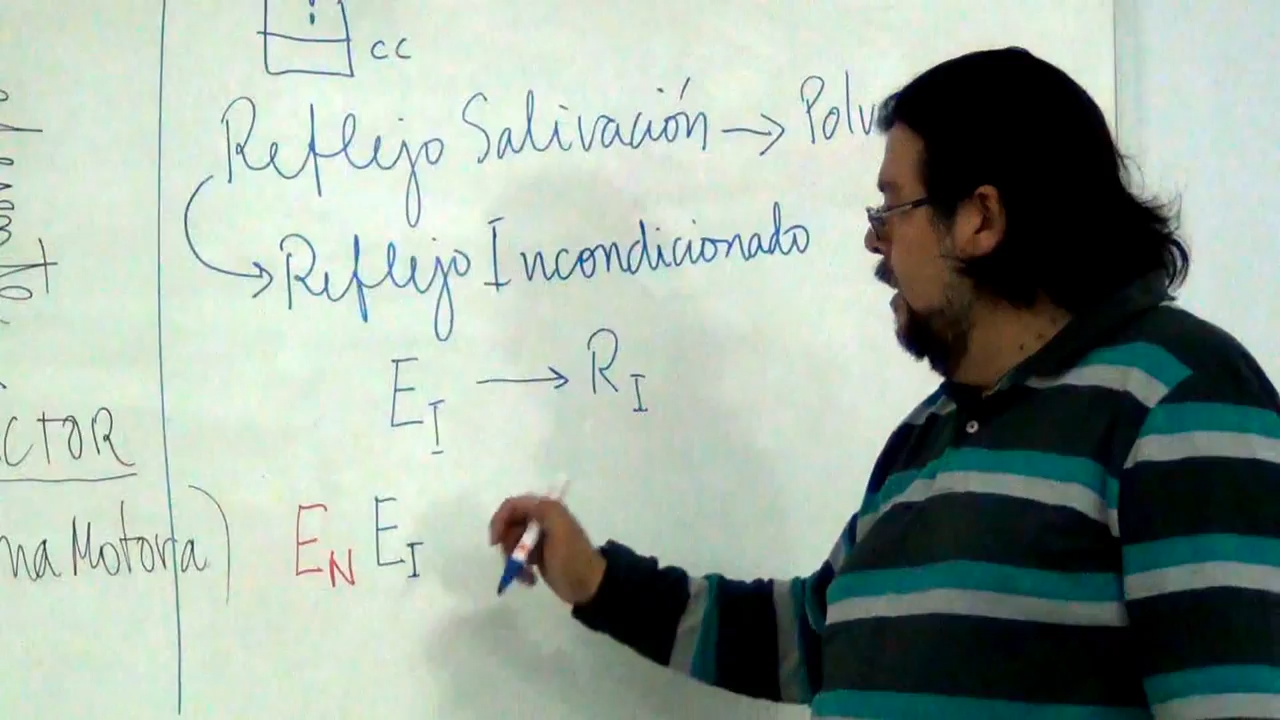 cc
Reflejo Salivación → Polv
Reflejo Incondicionado
E_I → R_I
CTOR
na Motora)
E_N E_I